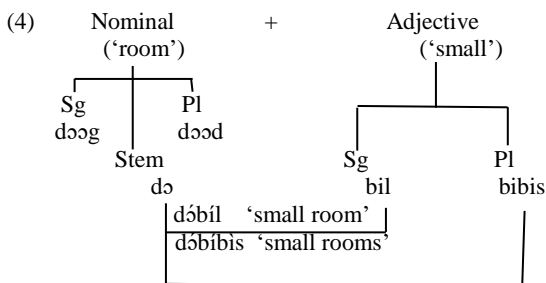 (4) Nominal + Adjective
(‘room’) (‘small’)
Sg Pl
dɔɔg dɔɔd
Stem Sg Pl
dɔ bil bibis
dɔ́bíl ‘small room’
dɔ́bíbìs ‘small rooms’